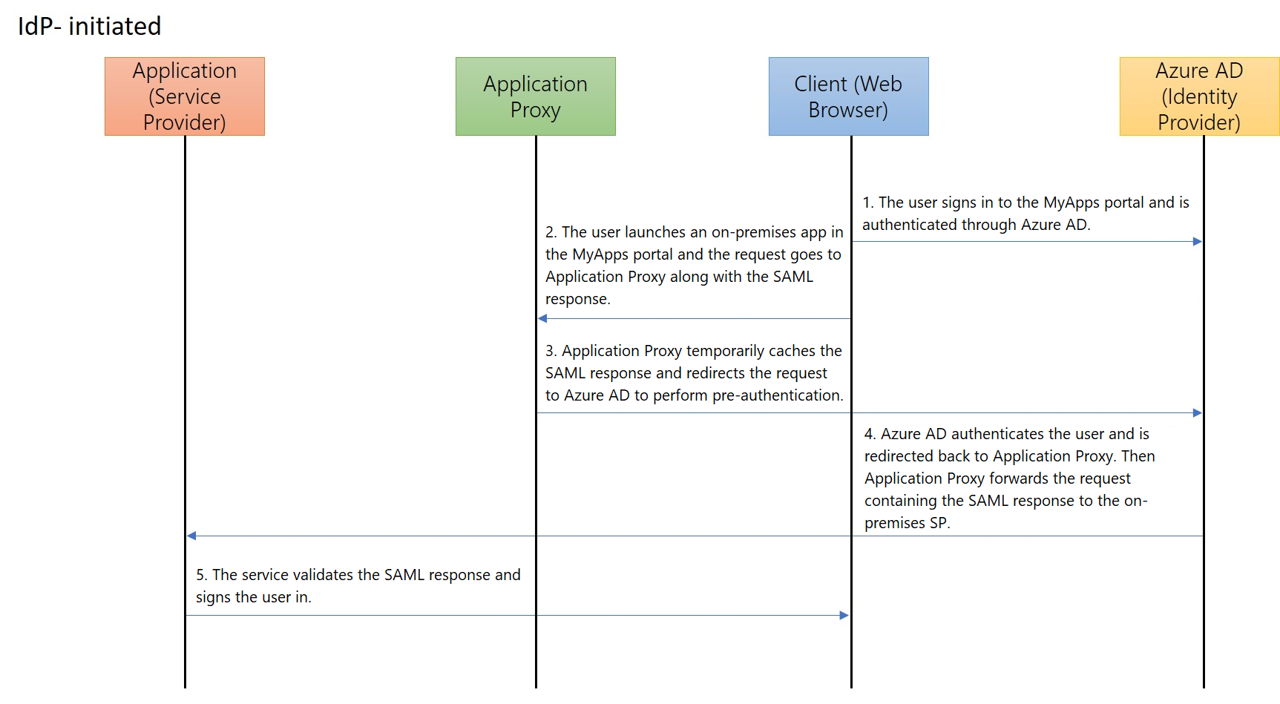 IdP- initiated
Application
(Service
Provider)
Application
Proxy
Client (Web
Browser)
Azure AD
(Identity
Provider)
1. The user signs in to the MyApps portal and is
authenticated through Azure AD.
2. The user launches an on-premises app in
the MyApps portal and the request goes to
Application Proxy along with the SAML
response.
3. Application Proxy temporarily caches the
SAML response and redirects the request
to Azure AD to perform pre-authentication.
4. Azure AD authenticates the user and is
redirected back to Application Proxy. Then
Application Proxy forwards the request
containing the SAML response to the on-
premises SP.
5. The service validates the SAML response and
signs the user in.